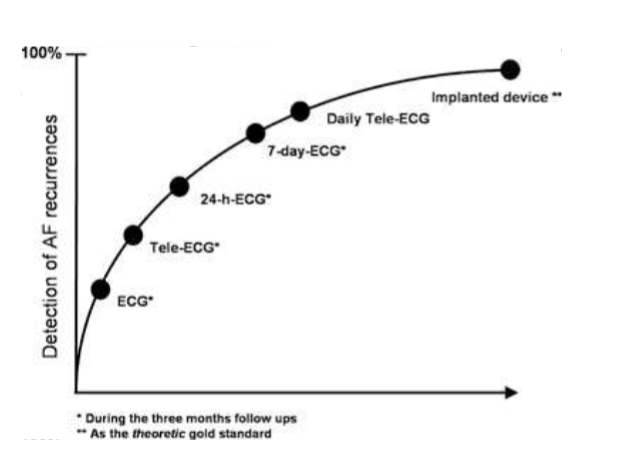 100%
Detection of AF recurrences
Implanted device **
Daily Tele-ECG
7-day-ECG*
24-h-ECG*
Tele-ECG*
ECG*
* During the three months follow ups
** As the theoretic gold standard